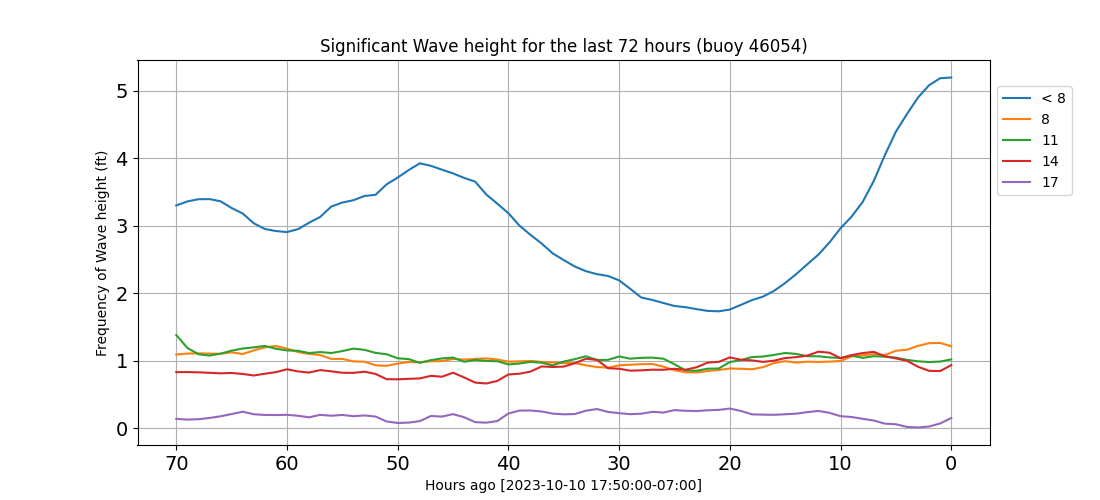 Significant Wave height for the last 72 hours (buoy 46054)
Frequency of Wave height (ft)
5
4
3
2
1
0
70 60 50 40 30 20 10 0
Hours ago [2023-10-10 17:50:00-07:00]
< 8
8
11
14
17